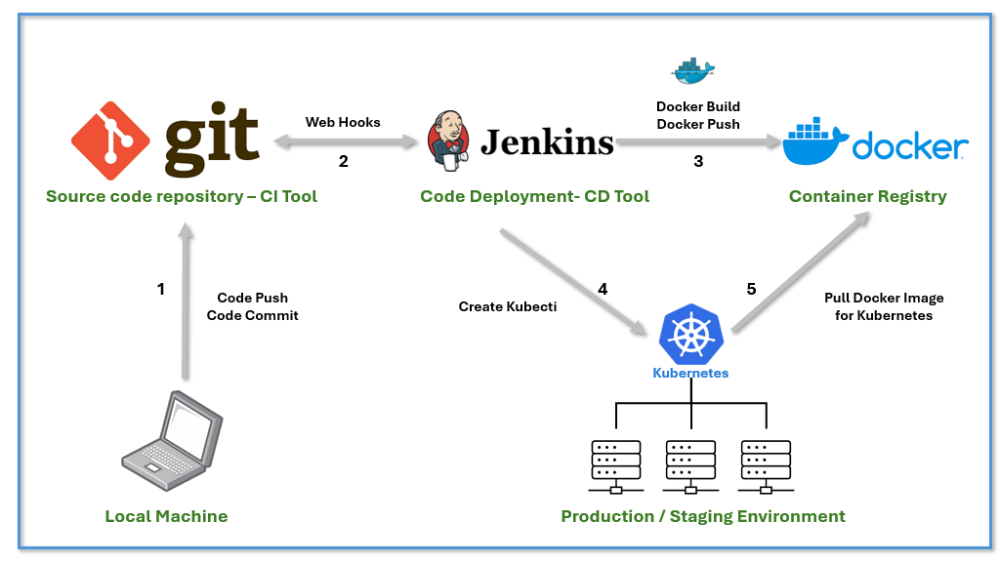 git
Web Hooks
2
Jenkins
Docker Build
Docker Push
3
docker
Source code repository – CI Tool
Code Deployment- CD Tool
Container Registry
1
Code Push
Code Commit
4
Create Kubecti
5
Pull Docker Image
for Kubernetes
Kubernetes
Local Machine
Production / Staging Environment